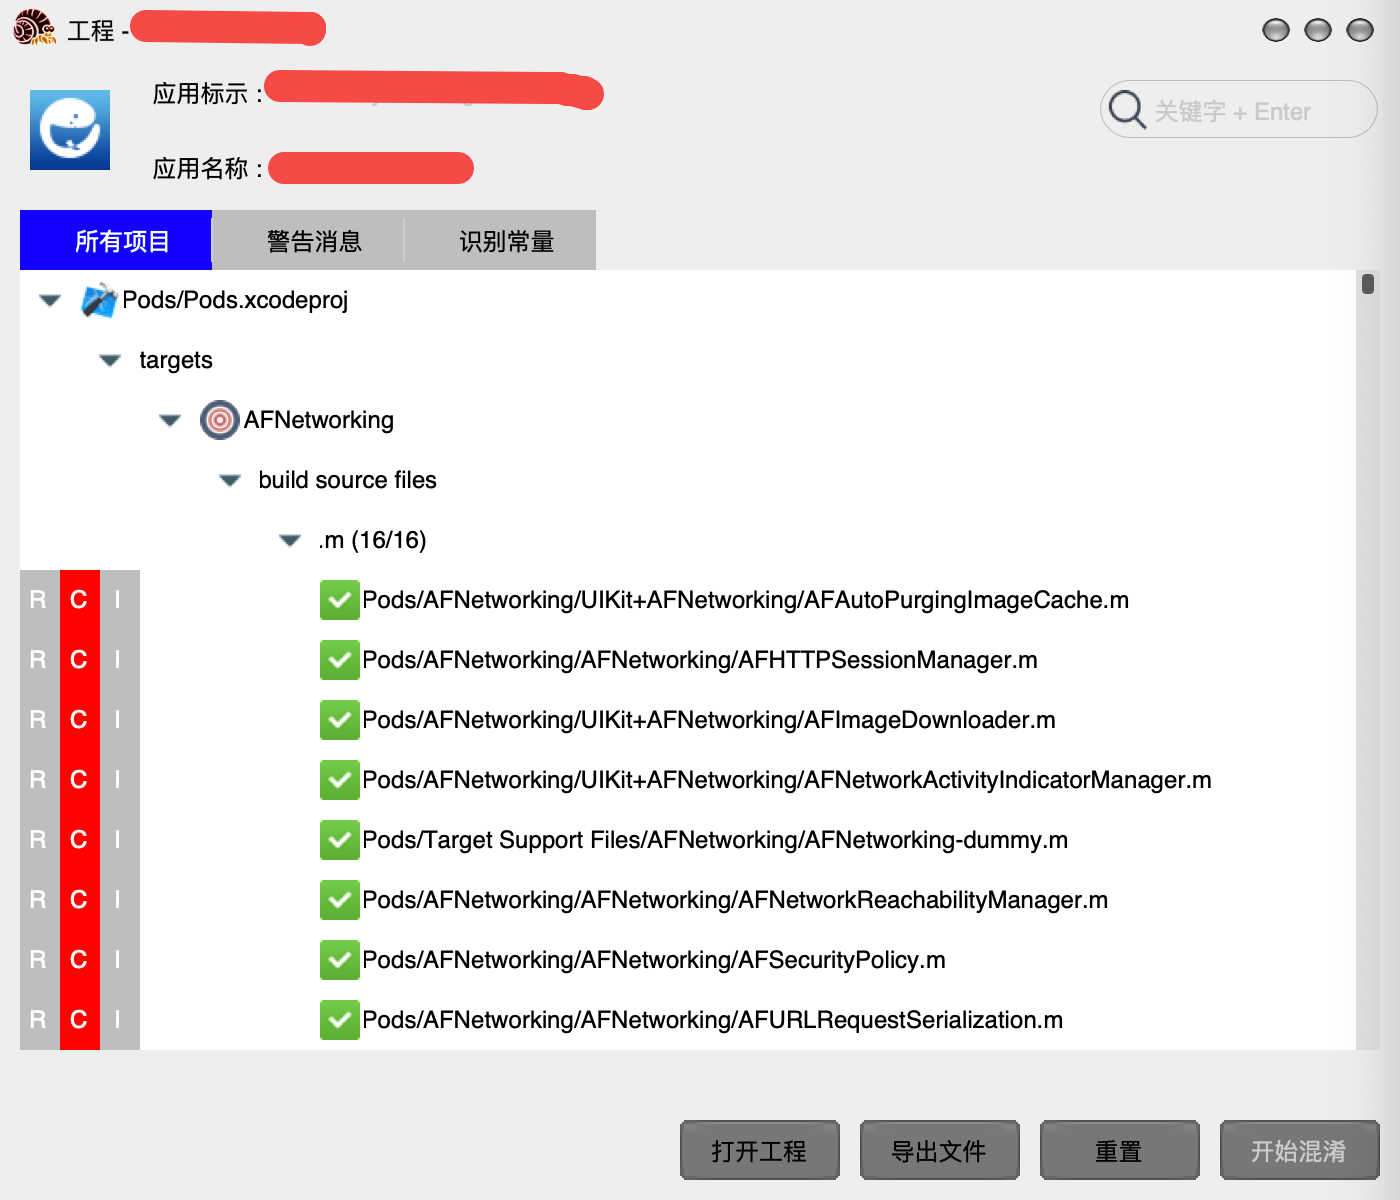 工程 -
应用标示 :
关键字 + Enter
应用名称 :
所有项目 警告消息 识别常量
Pods/Pods.xcodeproj
targets
AFNetworking
build source files
.m (16/16)
R C I Pods/AFNetworking/UIKit+AFNetworking/AFAutoPurgingImageCache.m
R C I Pods/AFNetworking/AFNetworking/AFHTTPSessionManager.m
R C I Pods/AFNetworking/UIKit+AFNetworking/AFImageDownloader.m
R C I Pods/AFNetworking/UIKit+AFNetworking/AFNetworkActivityIndicatorManager.m
R C I Pods/Target Support Files/AFNetworking/AFNetworking-dummy.m
R C I Pods/AFNetworking/AFNetworking/AFNetworkReachabilityManager.m
R C I Pods/AFNetworking/AFNetworking/AFSecurityPolicy.m
R C I Pods/AFNetworking/AFNetworking/AFURLRequestSerialization.m
打开工程 导出文件 重置 开始混淆